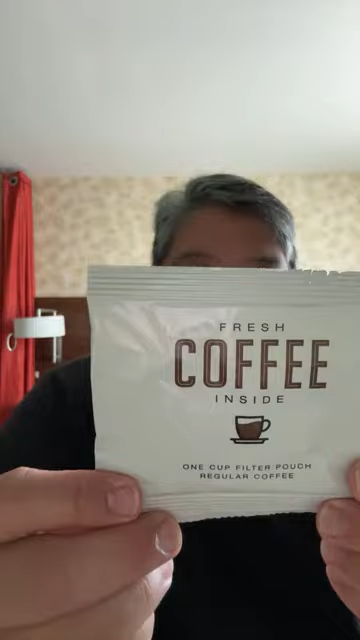 FRESH
COFFEE
INSIDE
ONE CUP FILTER POUCH
REGULAR COFFEE